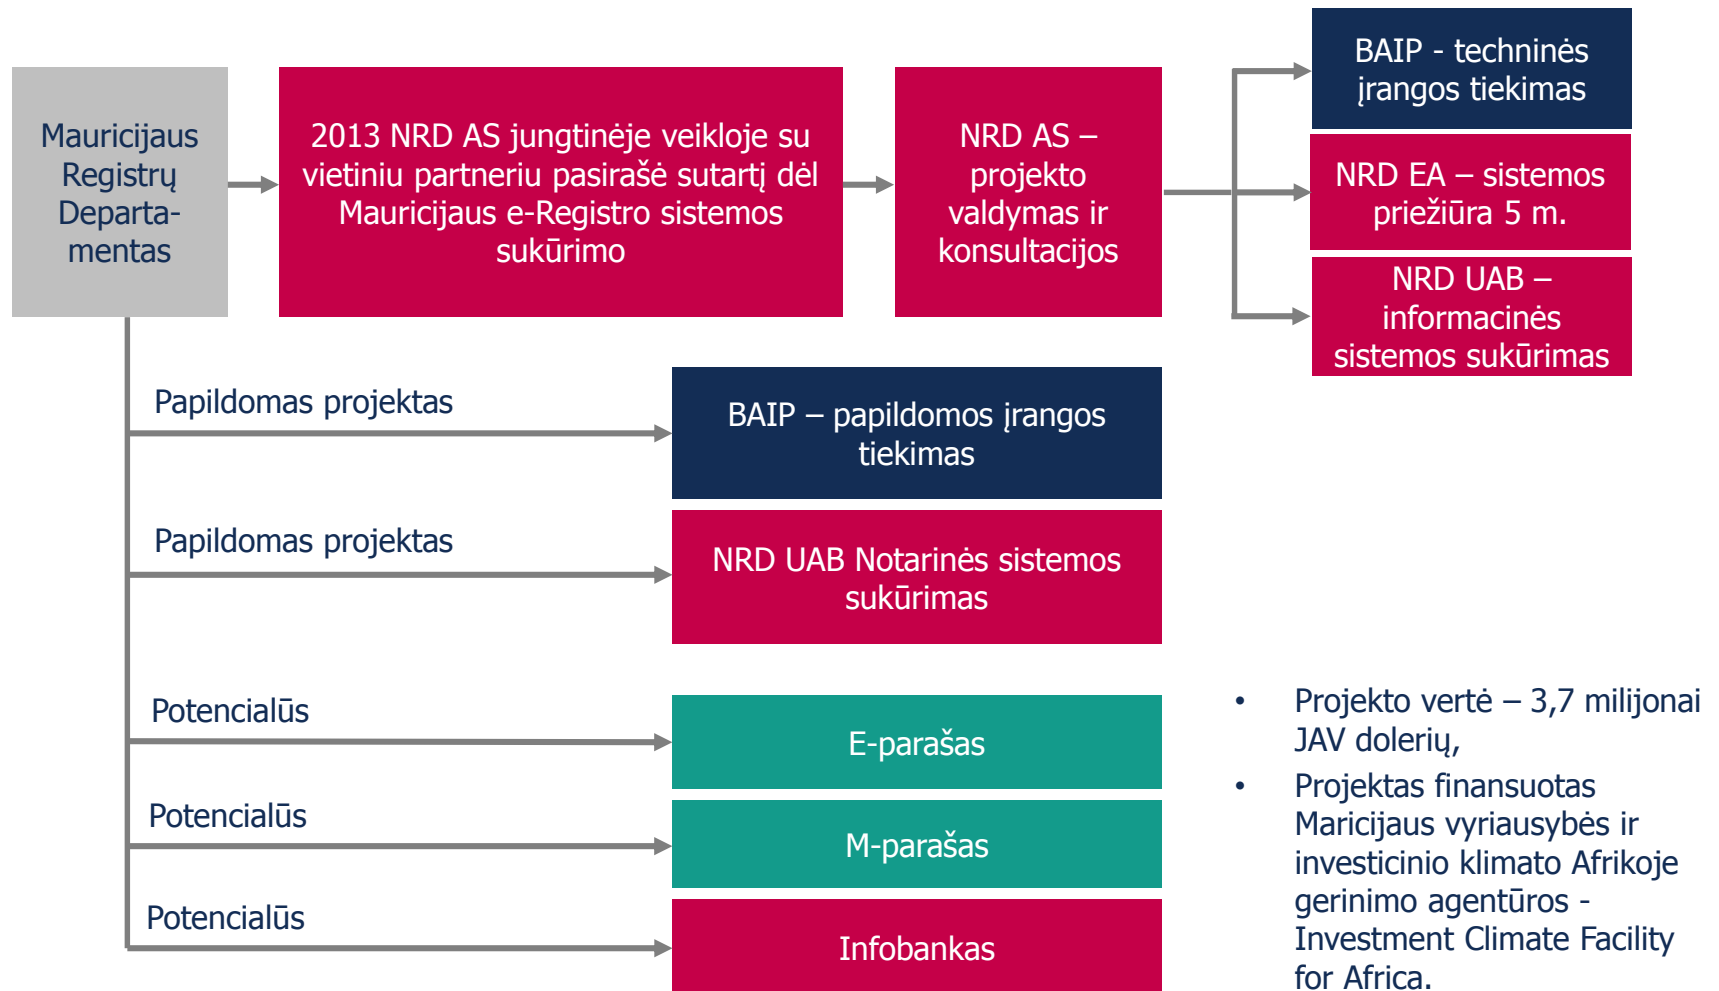 Mauricijaus
Registrų
Departa-
mentas
2013 NRD AS jungtinėje veikloje su
vietiniu partneriu pasirašė sutartį dėl
Mauricijaus e-Registro sistemos
sukūrimo
NRD AS –
projekto
valdymas ir
konsultacijos
BAIP - techninės
įrangos tiekimas
NRD EA – sistemos
priežiūra 5 m.
NRD UAB –
informacinės
sistemos sukūrimas
Papildomas projektas
BAIP – papildomos įrangos
tiekimas
Papildomas projektas
NRD UAB Notarinės sistemos
sukūrimas
Potencialūs
E-parašas
Potencialūs
M-parašas
Potencialūs
Infobankas
• Projekto vertė – 3,7 milijonai
JAV dolerių,
• Projektas finansuotas
Maricijaus vyriausybės ir
investicinio klimato Afrikoje
gerinimo agentūros -
Investment Climate Facility
for Africa.